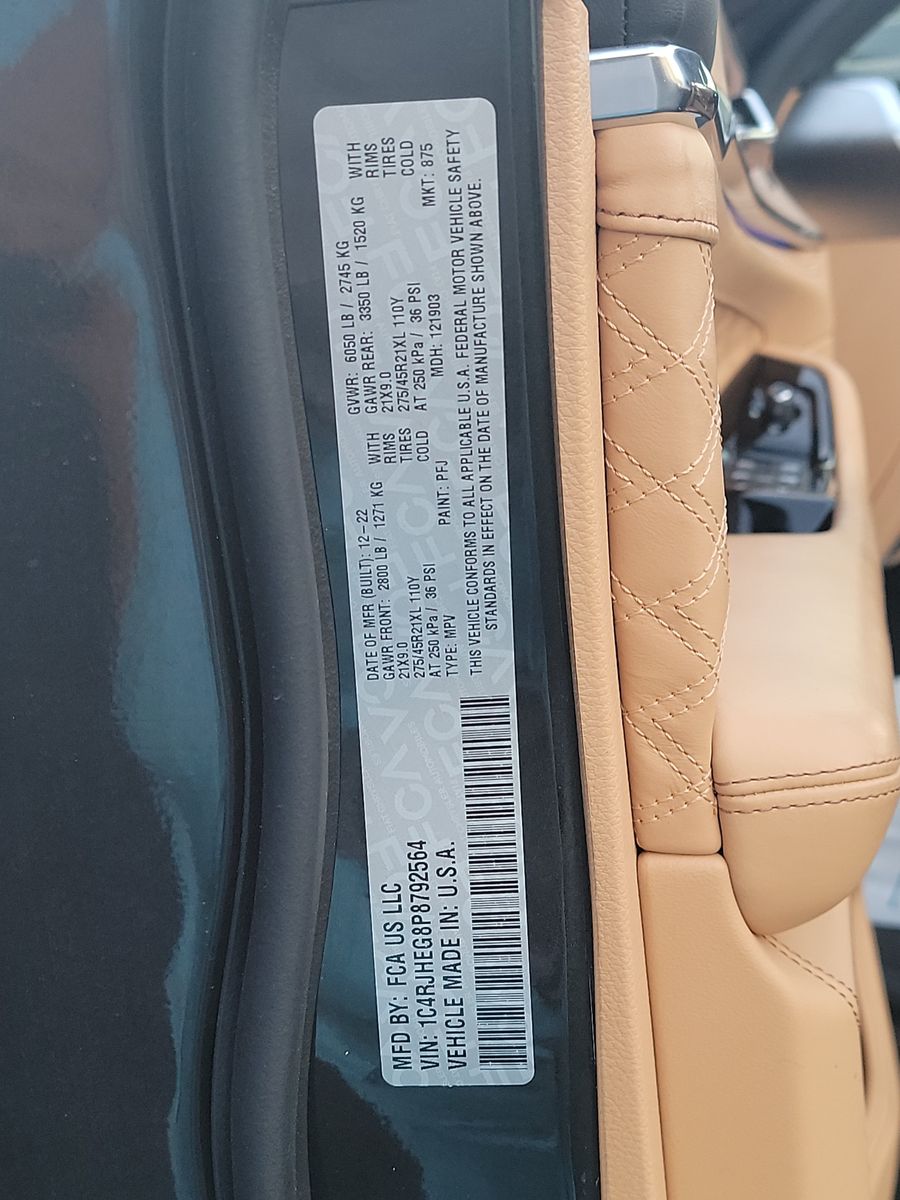 MFD BY: FCA US LLC
VIN: 1C4RJHEG8P8792564
VEHICLE MADE IN: U.S.A.
DATE OF MFR (BUILT): 12-22
GAWR FRONT: 2800 LB / 1271 KG WITH
21X9.0 RIMS
275/45R21XL 110Y TIRES
AT 250 kPa / 36 PSI COLD
TYPE: MPV PAINT: PFJ
GVWR: 6050 LB / 2745 KG
GAWR REAR: 3350 LB / 1520 KG WITH
21X9.0 RIMS
275/45R21XL 110Y TIRES
AT 250 kPa / 36 PSI COLD
MDH: 121903 MKT: 875
THIS VEHICLE CONFORMS TO ALL APPLICABLE U.S.A. FEDERAL MOTOR VEHICLE SAFETY
STANDARDS IN EFFECT ON THE DATE OF MANUFACTURE SHOWN ABOVE.